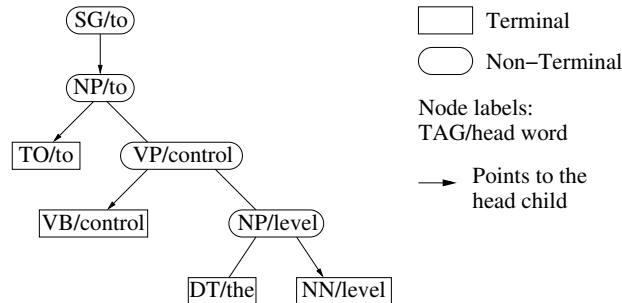 SG/to
NP/to
TO/to
VP/control
VB/control
NP/level
DT/the
NN/level
Terminal
Non-Terminal
Node labels:
TAG/head word
Points to the
head child